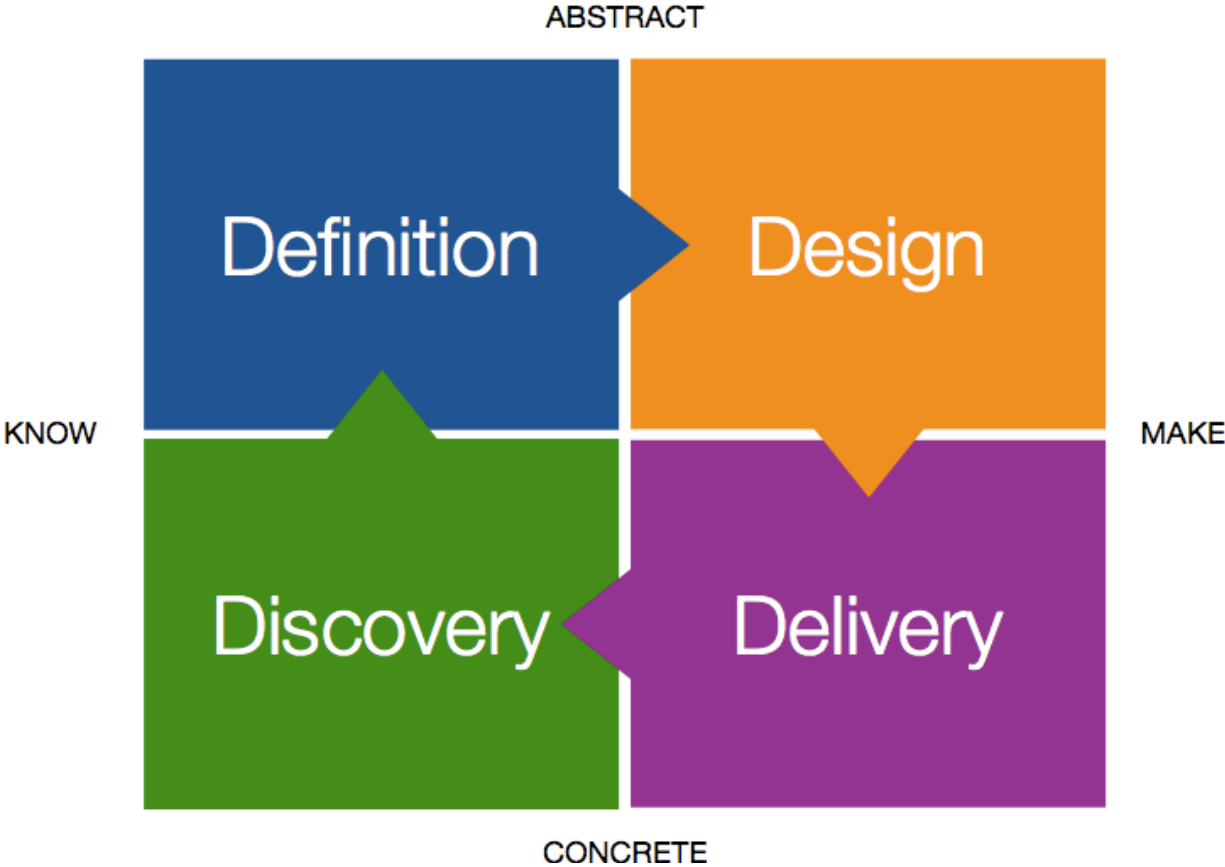 ABSTRACT
Definition
Design
KNOW
MAKE
Discovery
Delivery
CONCRETE